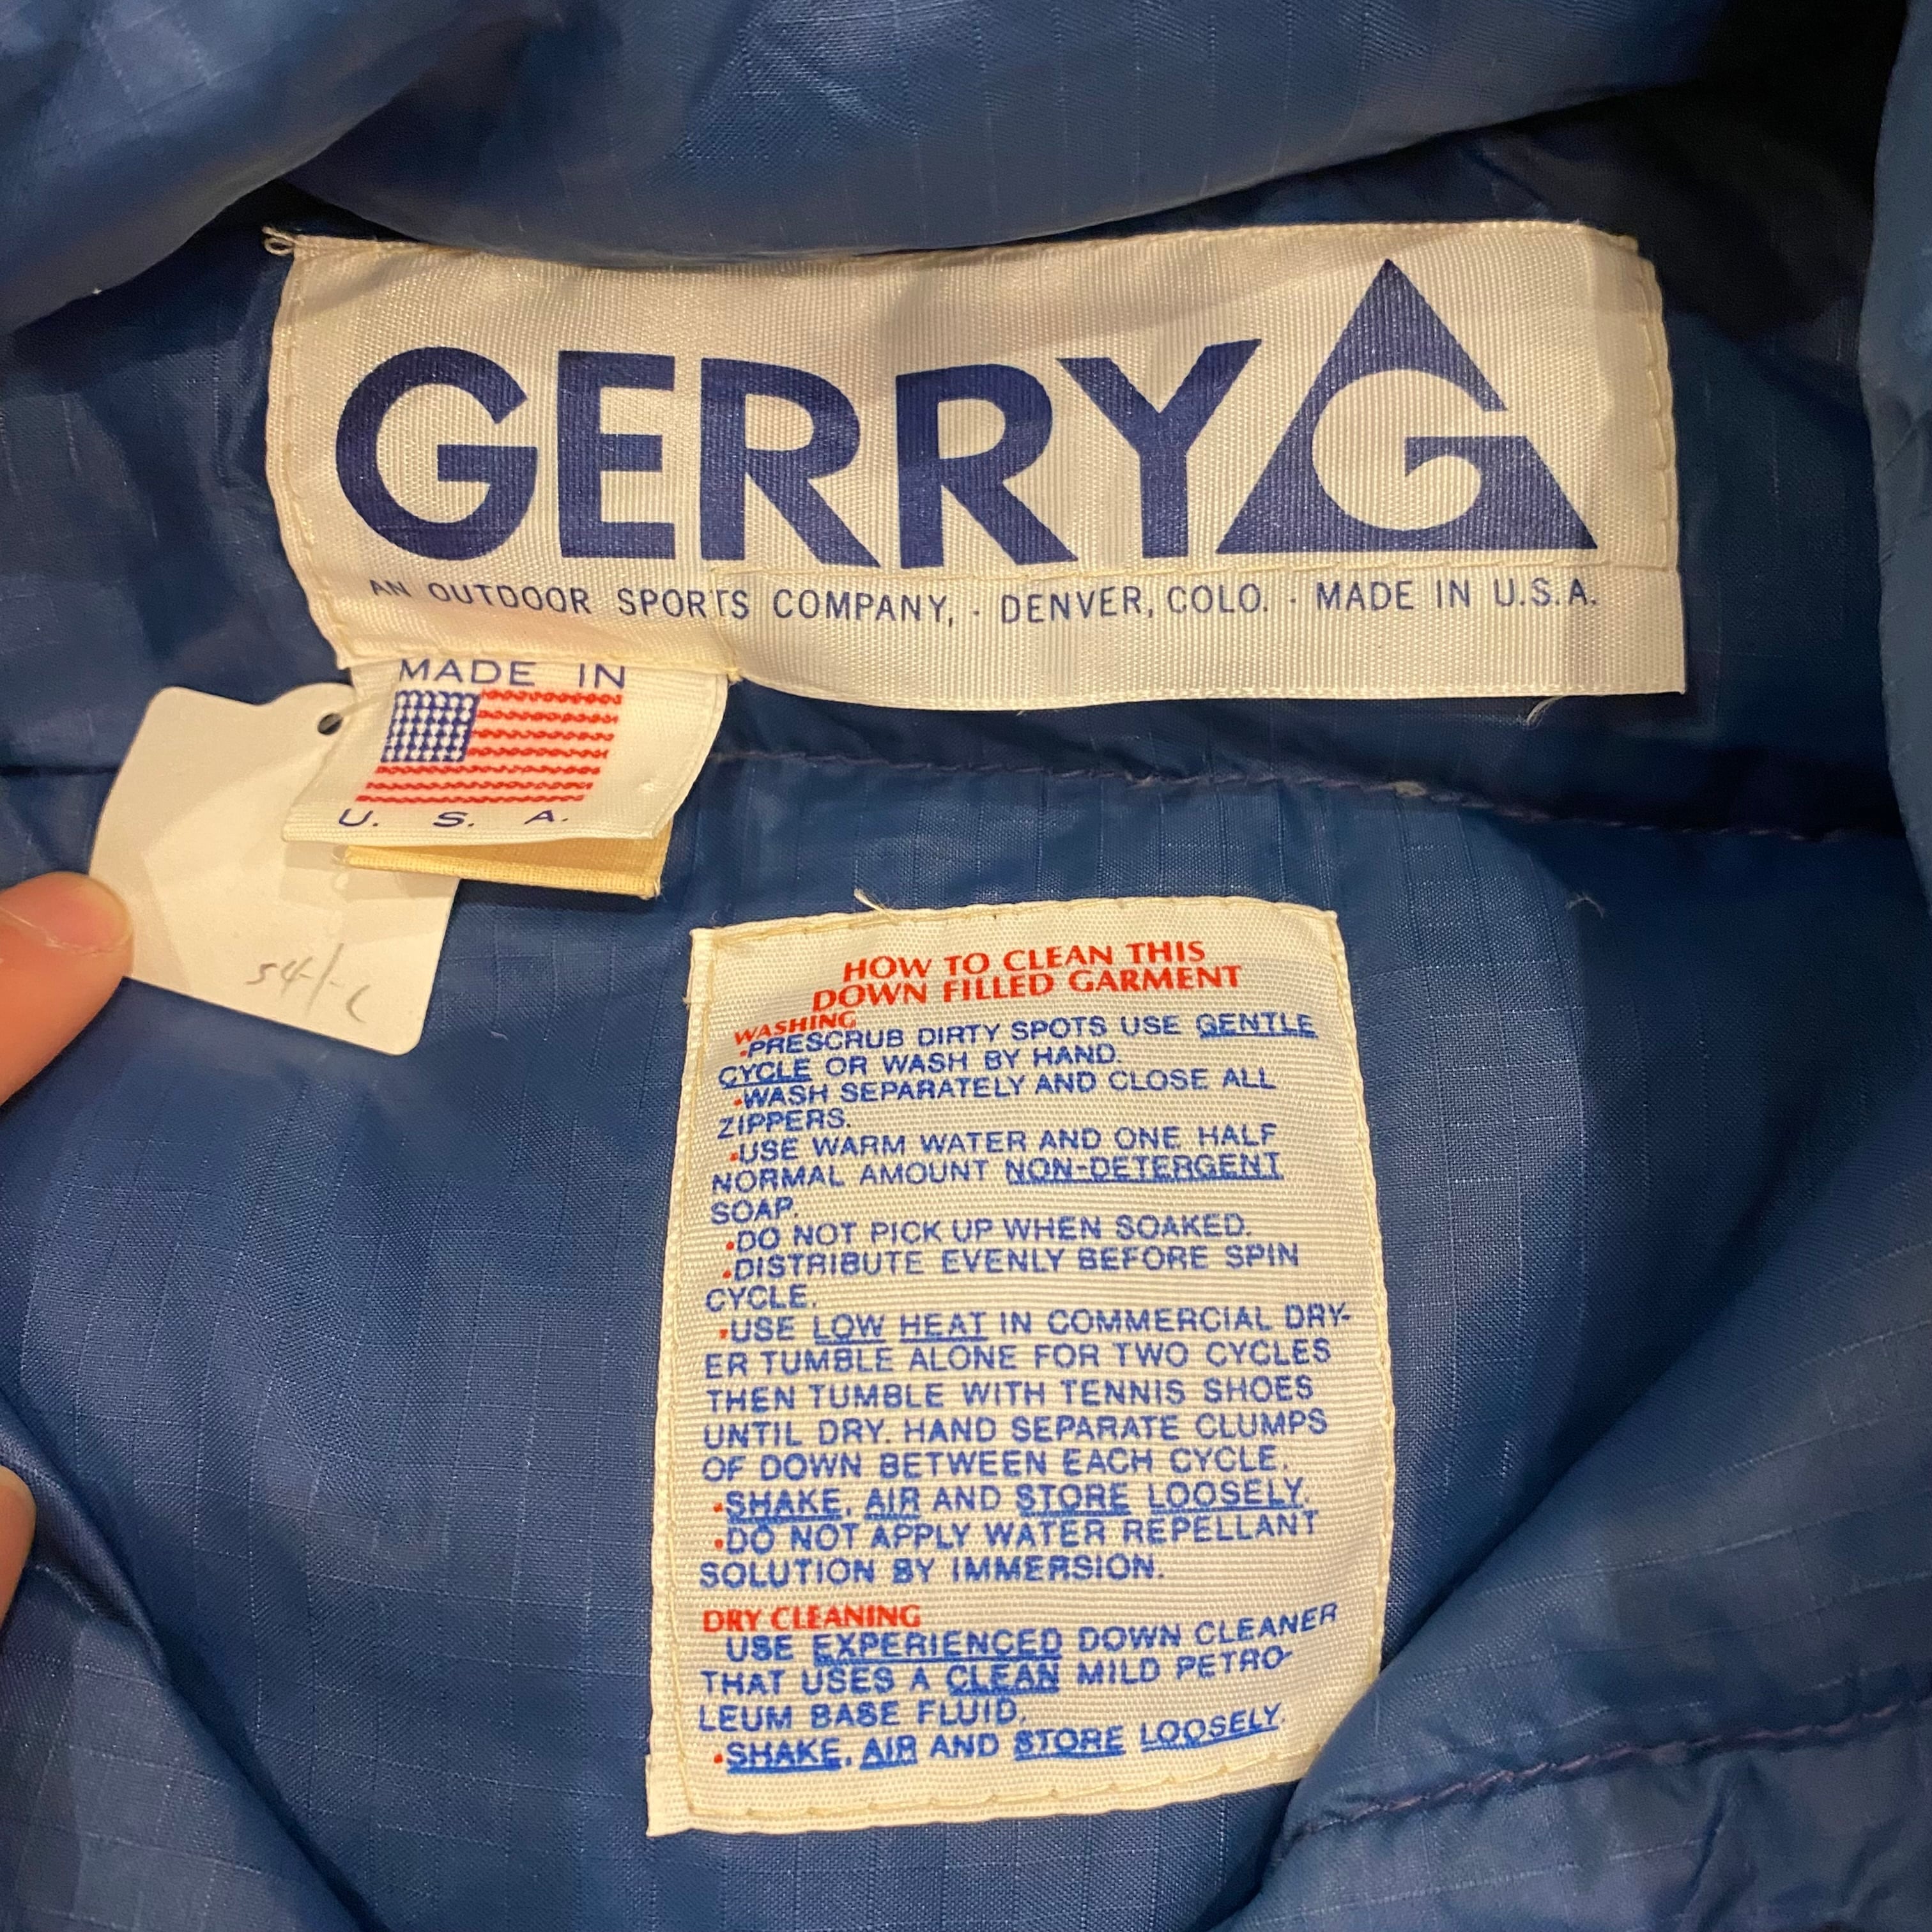 GERRY G
AN OUTDOOR SPORTS COMPANY, · DENVER, COLO. · MADE IN U.S.A.
MADE IN
U. S. A.
HOW TO CLEAN THIS
DOWN FILLED GARMENT
WASHING
•PRESCRUB DIRTY SPOTS USE GENTLE
CYCLE OR WASH BY HAND.
•WASH SEPARATELY AND CLOSE ALL
ZIPPERS.
•USE WARM WATER AND ONE HALF
NORMAL AMOUNT NON-DETERGENT
SOAP.
•DO NOT PICK UP WHEN SOAKED.
•DISTRIBUTE EVENLY BEFORE SPIN
CYCLE.
•USE LOW HEAT IN COMMERCIAL DRY-
ER TUMBLE ALONE FOR TWO CYCLES
THEN TUMBLE WITH TENNIS SHOES
UNTIL DRY. HAND SEPARATE CLUMPS
OF DOWN BETWEEN EACH CYCLE.
•SHAKE, AIR AND STORE LOOSELY.
•DO NOT APPLY WATER REPELLANT
SOLUTION BY IMMERSION.
DRY CLEANING
USE EXPERIENCED DOWN CLEANER
THAT USES A CLEAN MILD PETRO-
LEUM BASE FLUID.
•SHAKE, AIR AND STORE LOOSELY.